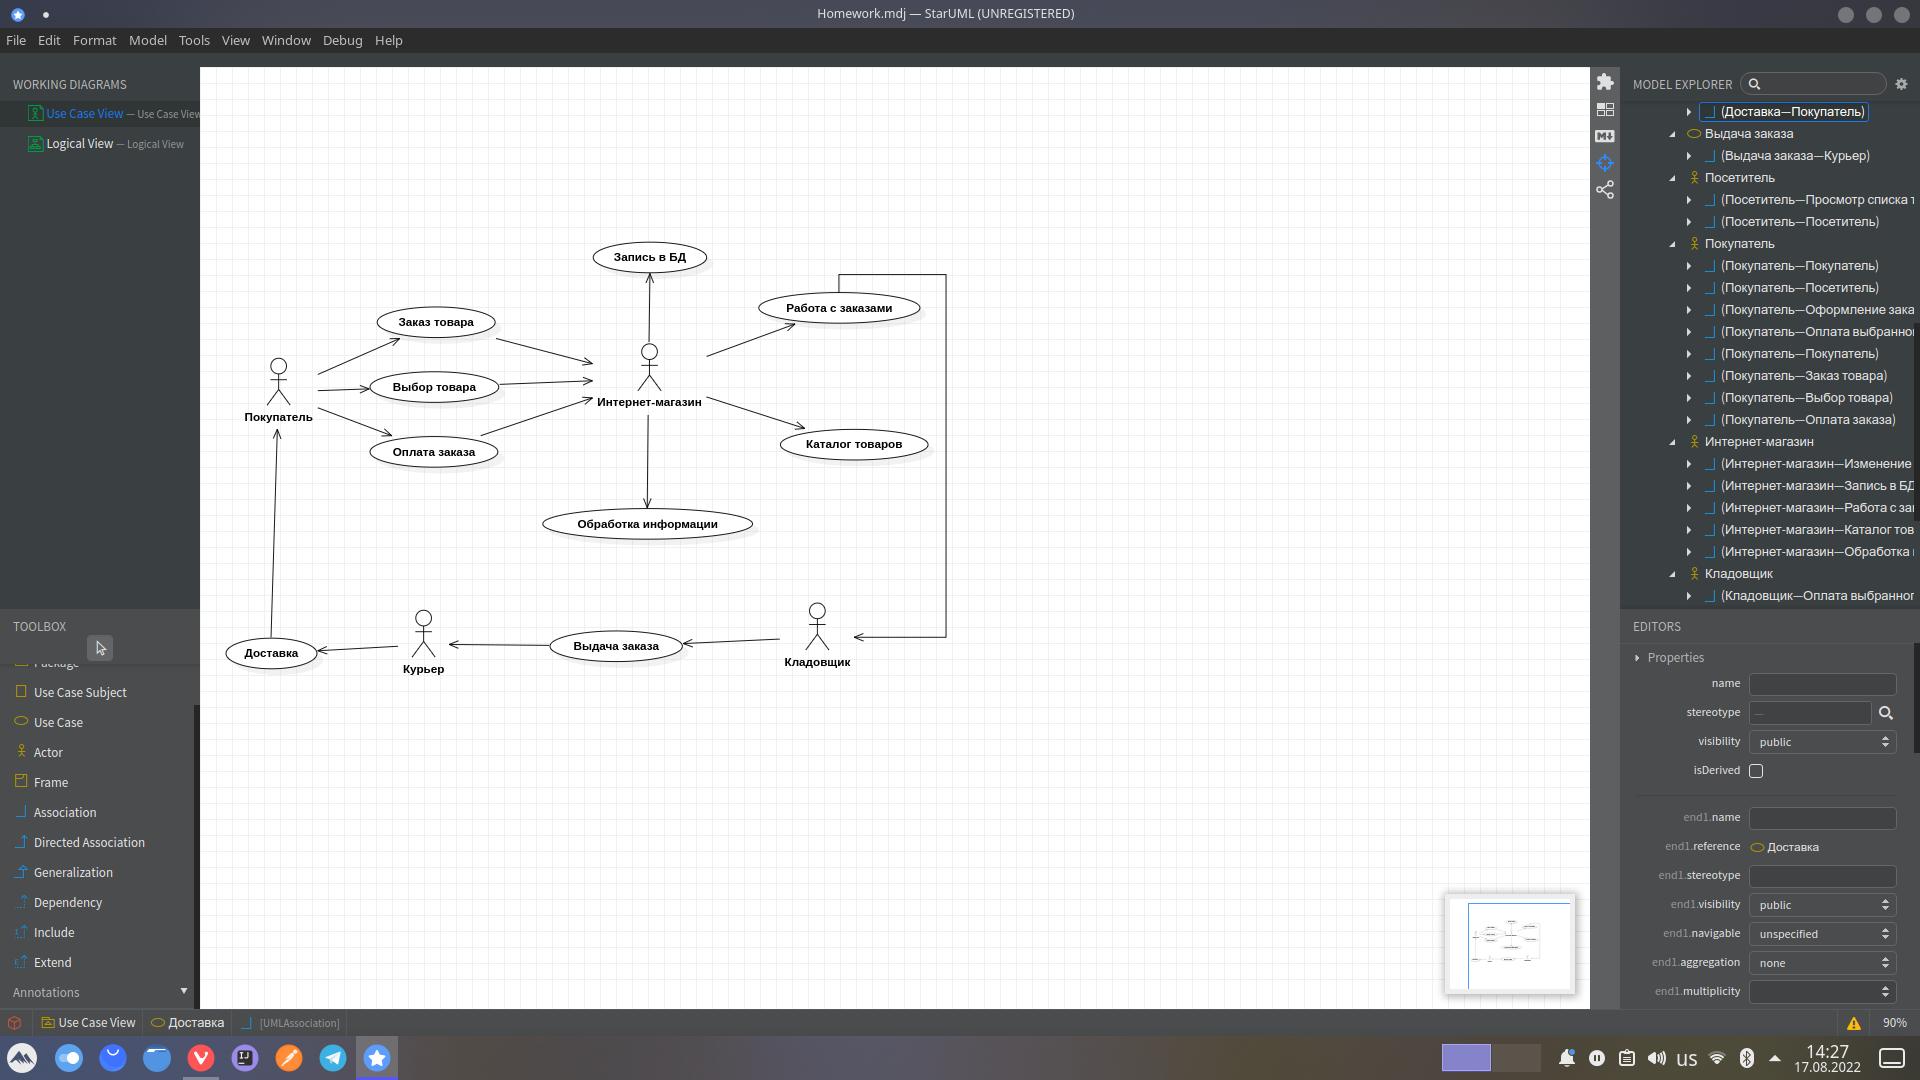 Homework.mdj — StarUML (UNREGISTERED)
File Edit Format Model Tools View Window Debug Help
WORKING DIAGRAMS
Use Case View — Use Case View
Logical View — Logical View
TOOLBOX
Package
Use Case Subject
Use Case
Actor
Frame
Association
Directed Association
Generalization
Dependency
Include
Extend
Annotations
Запись в БД
Работа с заказами
Заказ товара
Выбор товара
Интернет-магазин
Покупатель
Каталог товаров
Оплата заказа
Обработка информации
Доставка
Курьер
Выдача заказа
Кладовщик
MODEL EXPLORER
(Доставка—Покупатель)
Выдача заказа
(Выдача заказа—Курьер)
Посетитель
(Посетитель—Просмотр списка т
(Посетитель—Посетитель)
Покупатель
(Покупатель—Покупатель)
(Покупатель—Посетитель)
(Покупатель—Оформление зака
(Покупатель—Оплата выбранног
(Покупатель—Покупатель)
(Покупатель—Заказ товара)
(Покупатель—Выбор товара)
(Покупатель—Оплата заказа)
Интернет-магазин
(Интернет-магазин—Изменение
(Интернет-магазин—Запись в БД
(Интернет-магазин—Работа с зак
(Интернет-магазин—Каталог тов
(Интернет-магазин—Обработка
Кладовщик
(Кладовщик—Оплата выбранног
EDITORS
Properties
name
stereotype —
visibility public
isDerived
end1.name
end1.reference Доставка
end1.stereotype
end1.visibility public
end1.navigable unspecified
end1.aggregation none
end1.multiplicity
Use Case View Доставка [UMLAssociation] 90%
us 14:27
17.08.2022